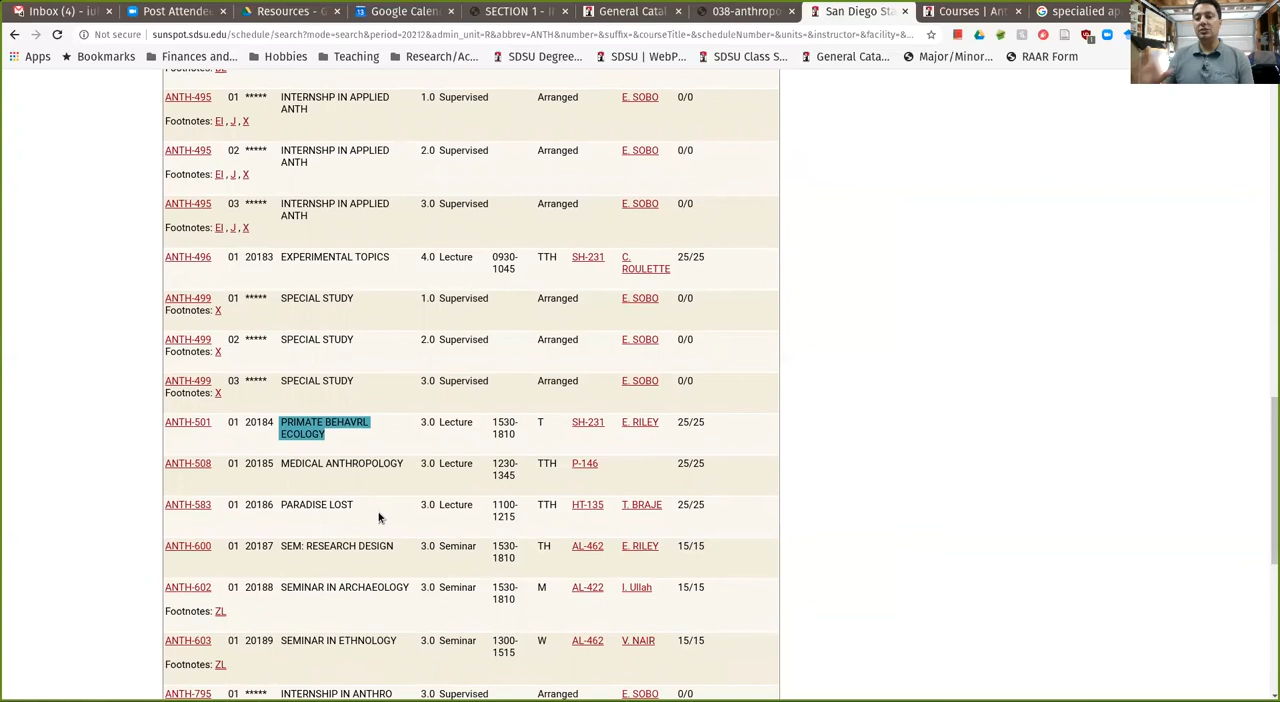 Inbox (4) - iul
Post Attende
Resources - G
Google Calen
SECTION 1 - I
General Catal
038-anthropo
San Diego Sta
Courses | Ant
specialied ap
Not secure | sunspot.sdsu.edu/schedule/search?mode=search&period=20212&admin_unit=R&abbrev=ANTH&number=&suffix=&courseTitle=&scheduleNumber=&units=&instructor=&facility=&...
Bookmarks
Finances and...
Hobbies
Teaching
Research/Ac...
SDSU Degree...
SDSU | WebP...
SDSU Class S...
General Cata...
Major/Minor...
RAAR Form
ANTH-495 01 ***** INTERNSHP IN APPLIED 1.0 Supervised Arranged E. SOBO 0/0
ANTH
Footnotes: EI , J , X
ANTH-495 02 ***** INTERNSHP IN APPLIED 2.0 Supervised Arranged E. SOBO 0/0
ANTH
Footnotes: EI , J , X
ANTH-495 03 ***** INTERNSHP IN APPLIED 3.0 Supervised Arranged E. SOBO 0/0
ANTH
Footnotes: EI , J , X
ANTH-496 01 20183 EXPERIMENTAL TOPICS 4.0 Lecture 0930- TTH SH-231 C. 25/25
1045 ROULETTE
ANTH-499 01 ***** SPECIAL STUDY 1.0 Supervised Arranged E. SOBO 0/0
Footnotes: X
ANTH-499 02 ***** SPECIAL STUDY 2.0 Supervised Arranged E. SOBO 0/0
Footnotes: X
ANTH-499 03 ***** SPECIAL STUDY 3.0 Supervised Arranged E. SOBO 0/0
Footnotes: X
ANTH-501 01 20184 PRIMATE BEHAVRL 3.0 Lecture 1530- T SH-231 E. RILEY 25/25
ECOLOGY 1810
ANTH-508 01 20185 MEDICAL ANTHROPOLOGY 3.0 Lecture 1230- TTH P-146 25/25
1345
ANTH-583 01 20186 PARADISE LOST 3.0 Lecture 1100- TTH HT-135 T. BRAJE 25/25
1215
ANTH-600 01 20187 SEM: RESEARCH DESIGN 3.0 Seminar 1530- TH AL-462 E. RILEY 15/15
1810
ANTH-602 01 20188 SEMINAR IN ARCHAEOLOGY 3.0 Seminar 1530- M AL-422 I. Ullah 15/15
1810
Footnotes: ZL
ANTH-603 01 20189 SEMINAR IN ETHNOLOGY 3.0 Seminar 1300- W AL-462 V. NAIR 15/15
1515
Footnotes: ZL
ANTH-795 01 ***** INTERNSHIP IN ANTHRO 3.0 Supervised Arranged E. SOBO 0/0